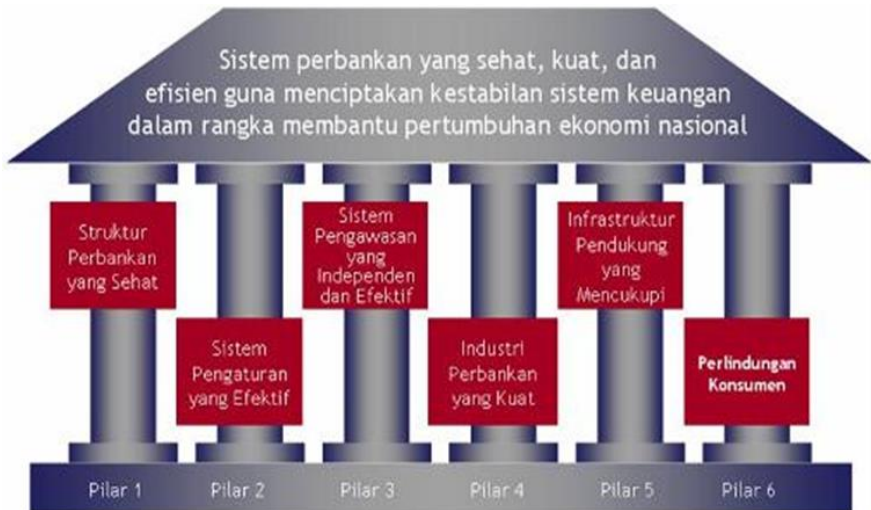 Sistem perbankan yang sehat, kuat, dan
efisien guna menciptakan kestabilan sistem keuangan
dalam rangka membantu pertumbuhan ekonomi nasional
Struktur
Perbankan
yang Sehat
Sistem
Pengaturan
yang Efektif
Sistem
Pengawasan
yang
Independen
dan Efektif
Industri
Perbankan
yang Kuat
Infrastruktur
Pendukung
yang
Mencukupi
Perlindungan
Konsumen
Pilar 1
Pilar 2
Pilar 3
Pilar 4
Pilar 5
Pilar 6